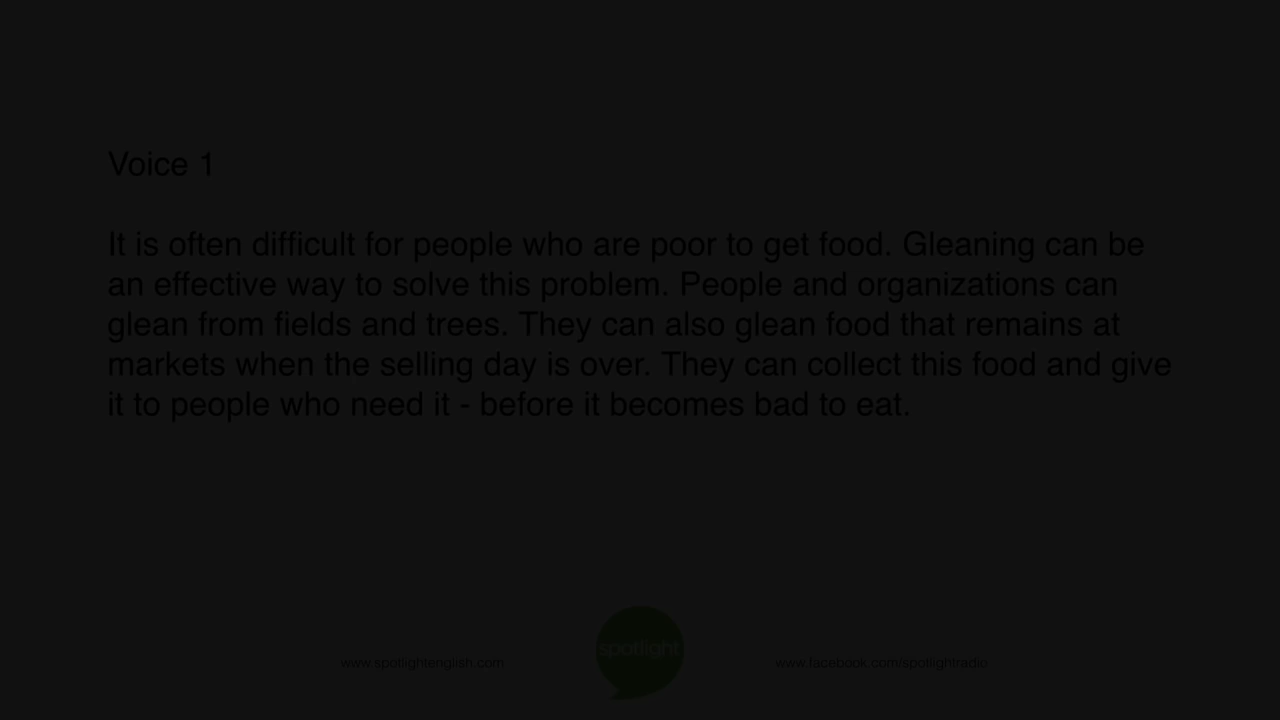 Voice 1
It is often difficult for people who are poor to get food. Gleaning can be
an effective way to solve this problem. People and organizations can
glean from fields and trees. They can also glean food that remains at
markets when the selling day is over. They can collect this food and give
it to people who need it - before it becomes bad to eat.
spotlight
www.spotlightenglish.com
www.facebook.com/spotlightradio